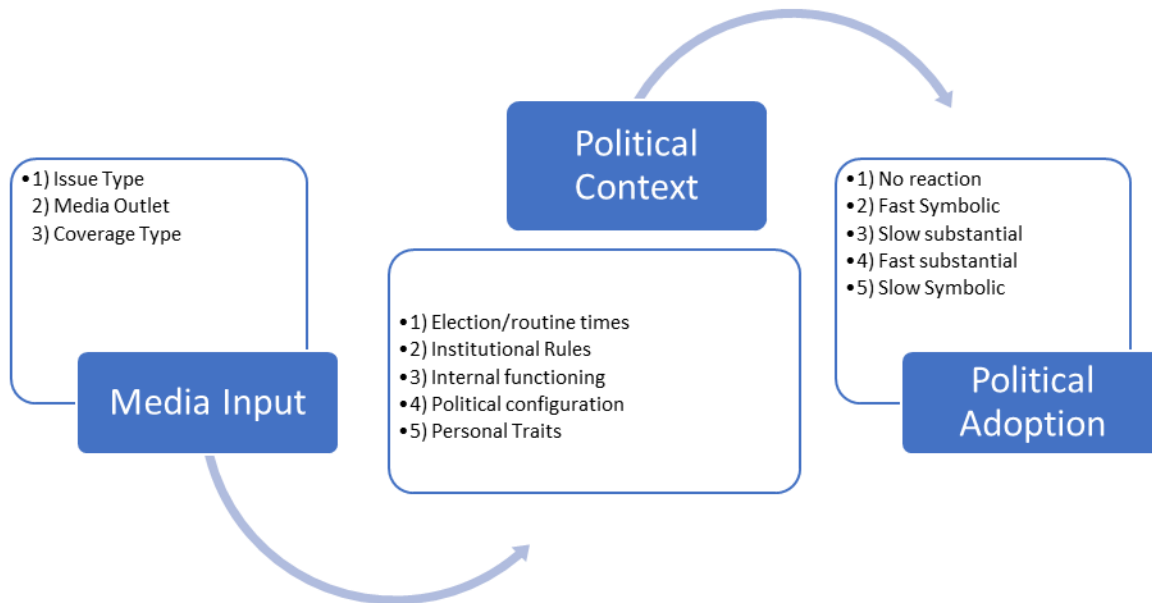 •1) Issue Type
2) Media Outlet
3) Coverage Type
Media Input
Political
Context
•1) Election/routine times
•2) Institutional Rules
•3) Internal functioning
•4) Political configuration
•5) Personal Traits
•1) No reaction
•2) Fast Symbolic
•3) Slow substantial
•4) Fast substantial
•5) Slow Symbolic
Political
Adoption